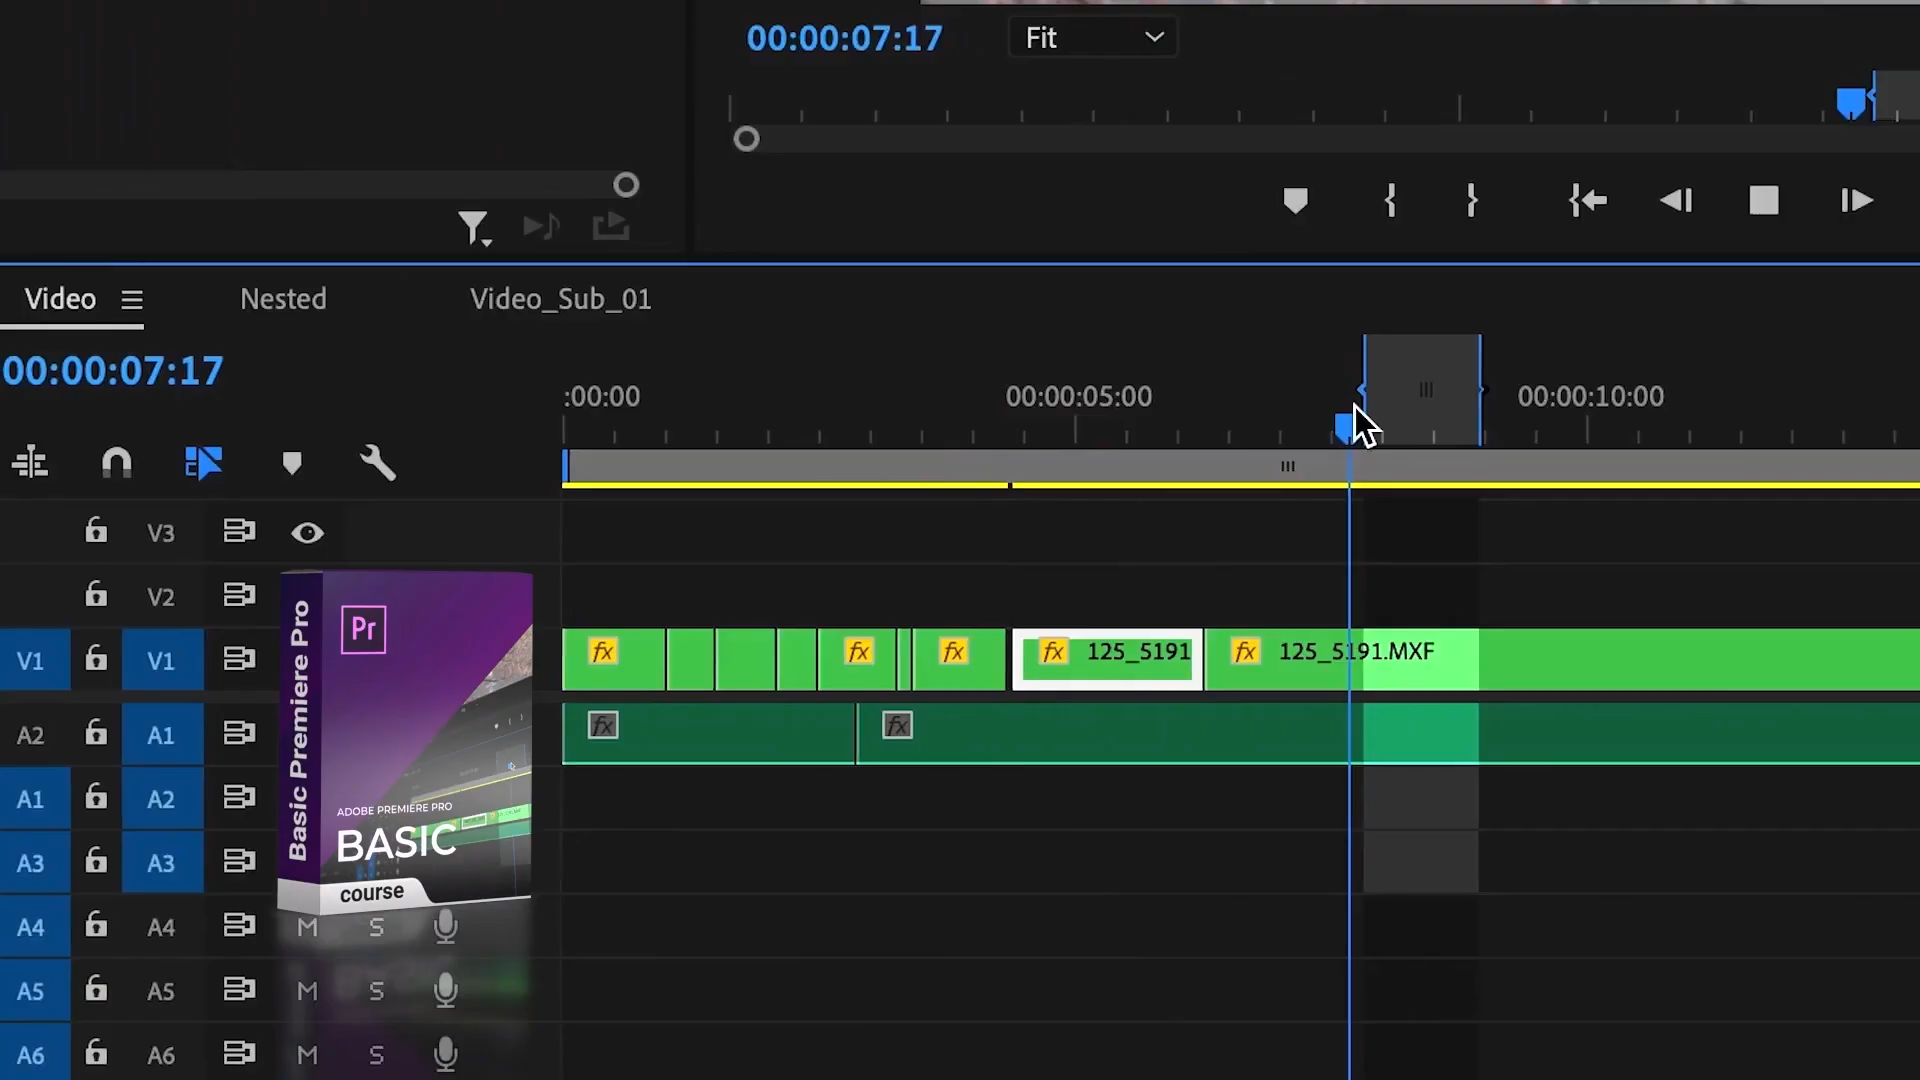 00:00:07:17
Fit
Video
Nested
Video_Sub_01
00:00:07:17
:00:00
00:00:05:00
00:00:10:00
V3
V2
V1 V1
fx
fx
fx
fx 125_5191
fx 125_5191.MXF
A2 A1
fx
fx
A1 A2
A3 A3
A4 A4 M S
A5 A5 M S
A6 A6 M S
Basic Premiere Pro
Pr
ADOBE PREMIERE PRO
BASIC
course